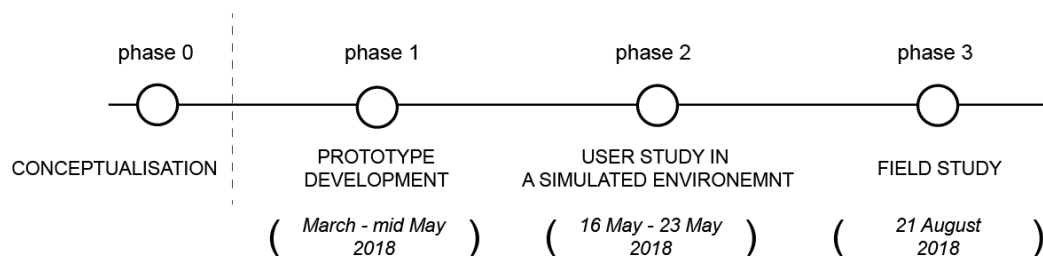 phase 0
phase 1
phase 2
phase 3
CONCEPTUALISATION
PROTOTYPE
DEVELOPMENT
USER STUDY IN
A SIMULATED ENVIRONEMNT
FIELD STUDY
( March - mid May
2018 )
( 16 May - 23 May
2018 )
( 21 August
2018 )